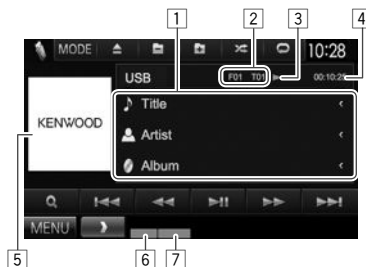 1 2 3 4
MODE 10:28
USB F01 T01 00:10:25
Title
KENWOOD
Artist
Album
MENU
5 6 7